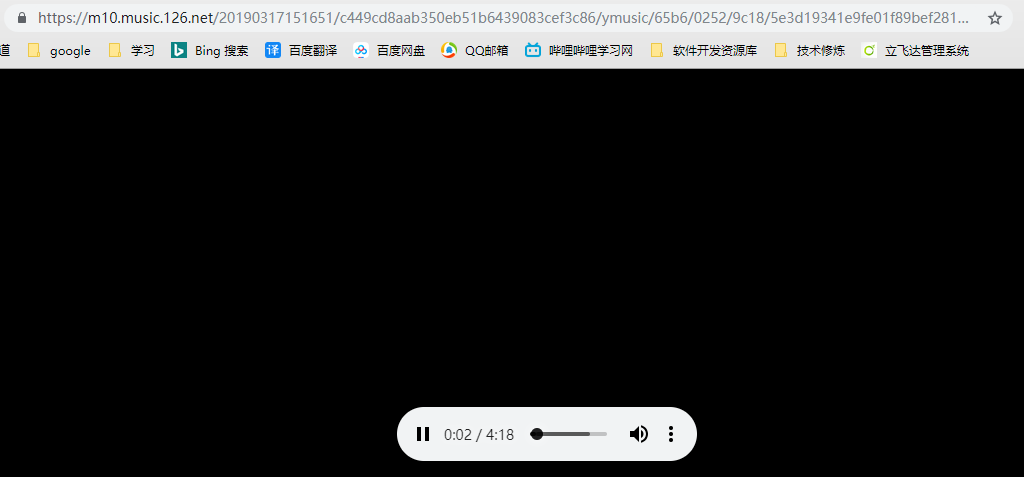 https://m10.music.126.net/20190317151651/c449cd8aab350eb51b6439083cef3c86/ymusic/65b6/0252/9c18/5e3d19341e9fe01f89bef281...
道 google 学习 Bing 搜索 译 百度翻译 百度网盘 QQ邮箱 哔哩哔哩学习网 软件开发资源库 技术修炼 立飞达管理系统
0:02 / 4:18